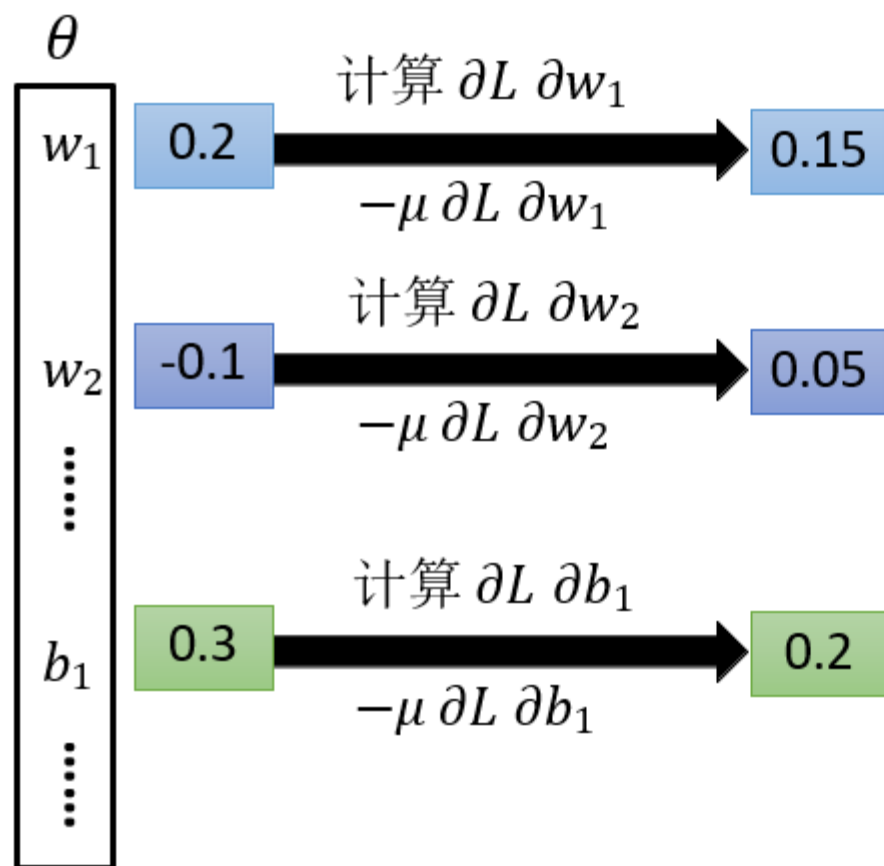 θ
计算 ∂L ∂w₁
w₁ 0.2 0.15
−μ ∂L ∂w₁
计算 ∂L ∂w₂
w₂ -0.1 0.05
−μ ∂L ∂w₂
......
计算 ∂L ∂b₁
b₁ 0.3 0.2
−μ ∂L ∂b₁
......